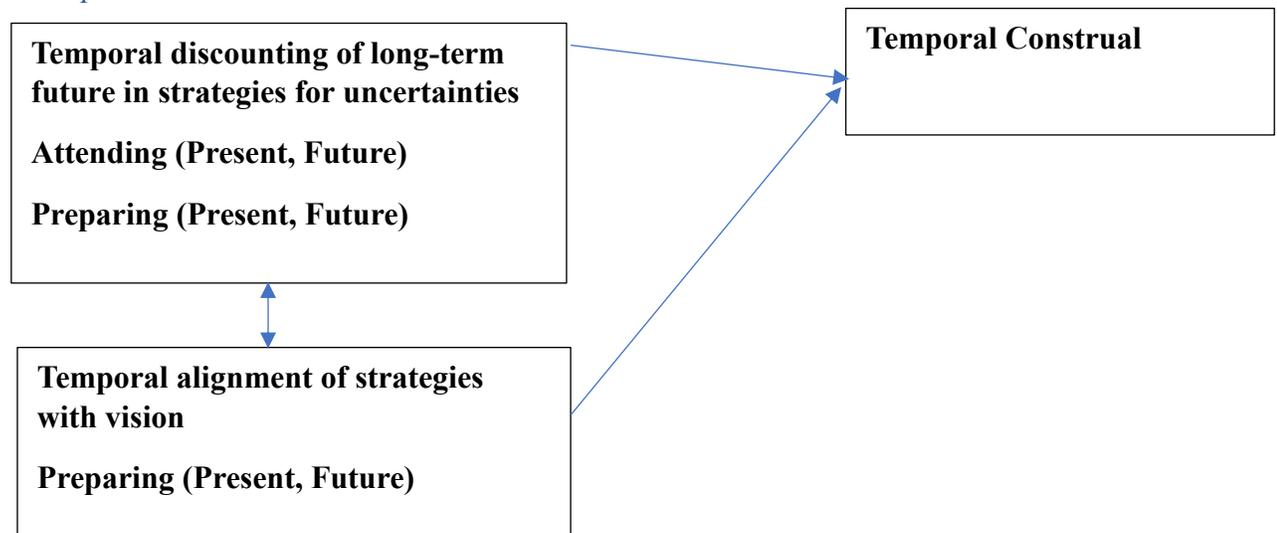 Temporal discounting of long-term
future in strategies for uncertainties
Attending (Present, Future)
Preparing (Present, Future)
Temporal Construal
Temporal alignment of strategies
with vision
Preparing (Present, Future)